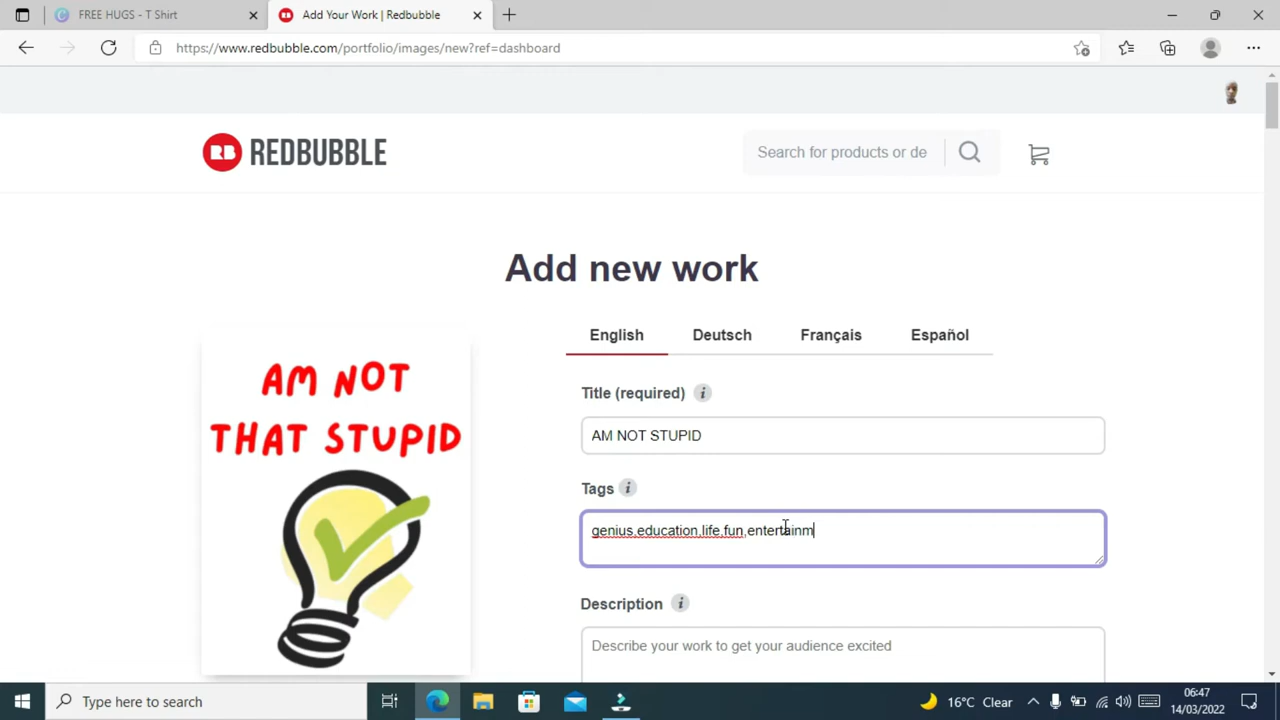 FREE HUGS - T Shirt
Add Your Work | Redbubble
https://www.redbubble.com/portfolio/images/new?ref=dashboard
RB REDBUBBLE
Search for products or de
Add new work
English Deutsch Français Español
AM NOT
THAT STUPID
Title (required) i
AM NOT STUPID
Tags i
genius,education,life,fun,entertainm
Description i
Describe your work to get your audience excited
Type here to search
16°C Clear
06:47
14/03/2022